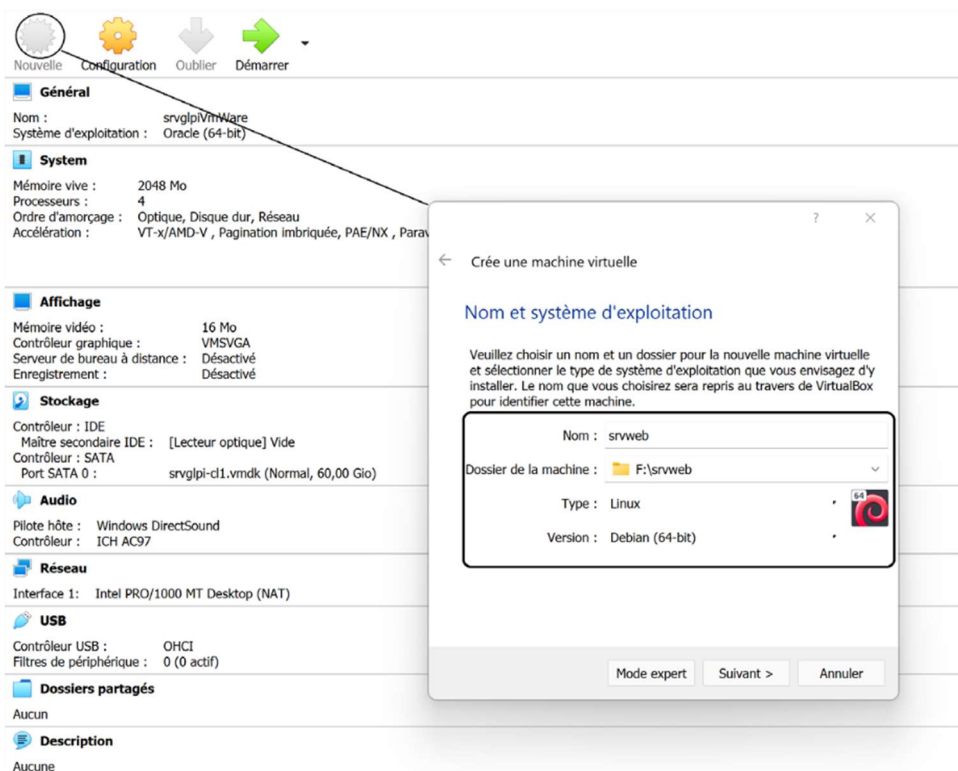 Nouvelle Configuration Oublier Démarrer
Général
Nom : srvglpiVmWare
Système d'exploitation : Oracle (64-bit)
System
Mémoire vive : 2048 Mo
Processeurs : 4
Ordre d'amorçage : Optique, Disque dur, Réseau
Accélération : VT-x/AMD-V , Pagination imbriquée, PAE/NX , Parav
Affichage
Mémoire vidéo : 16 Mo
Contrôleur graphique : VMSVGA
Serveur de bureau à distance : Désactivé
Enregistrement : Désactivé
Stockage
Contrôleur : IDE
Maître secondaire IDE : [Lecteur optique] Vide
Contrôleur : SATA
Port SATA 0 : srvglpi-cl1.vmdk (Normal, 60,00 Gio)
Audio
Pilote hôte : Windows DirectSound
Contrôleur : ICH AC97
Réseau
Interface 1: Intel PRO/1000 MT Desktop (NAT)
USB
Contrôleur USB : OHCI
Filtres de périphérique : 0 (0 actif)
Dossiers partagés
Aucun
Description
Aucune
? ×
← Crée une machine virtuelle
Nom et système d'exploitation
Veuillez choisir un nom et un dossier pour la nouvelle machine virtuelle
et sélectionner le type de système d'exploitation que vous envisagez d'y
installer. Le nom que vous choisirez sera repris au travers de VirtualBox
pour identifier cette machine.
Nom : srvweb
Dossier de la machine : F:\srvweb
Type : Linux
64
Version : Debian (64-bit)
Mode expert Suivant > Annuler